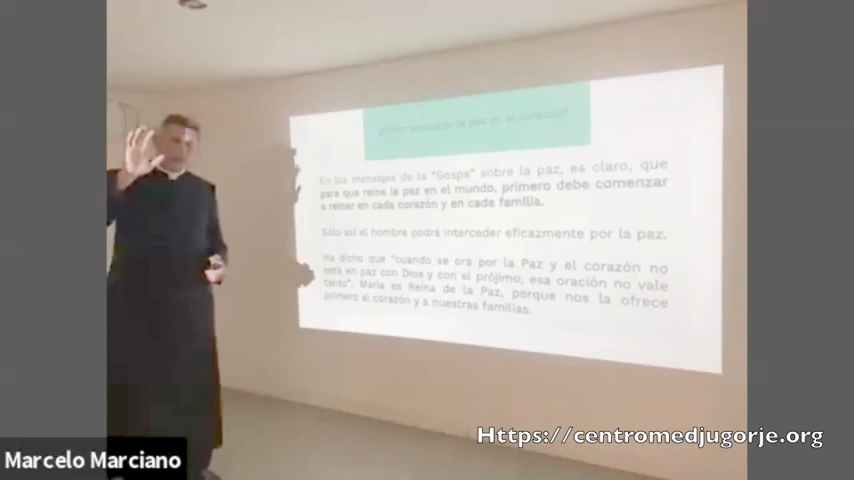 ¿Cómo encontrar la paz en el corazón?
En los mensajes de la "Gospa" sobre la paz, es claro, que
para que reine la paz en el mundo, primero debe comenzar
a reinar en cada corazón y en cada familia.
Sólo así el hombre podrá interceder eficazmente por la paz.
Ha dicho que "cuando se ora por la Paz y el corazón no
está en paz con Dios y con el prójimo, esa oración no vale
tanto". María es Reina de la Paz, porque nos la ofrece
primero al corazón y a nuestras familias.
Https://centromedjugorje.org
Marcelo Marciano